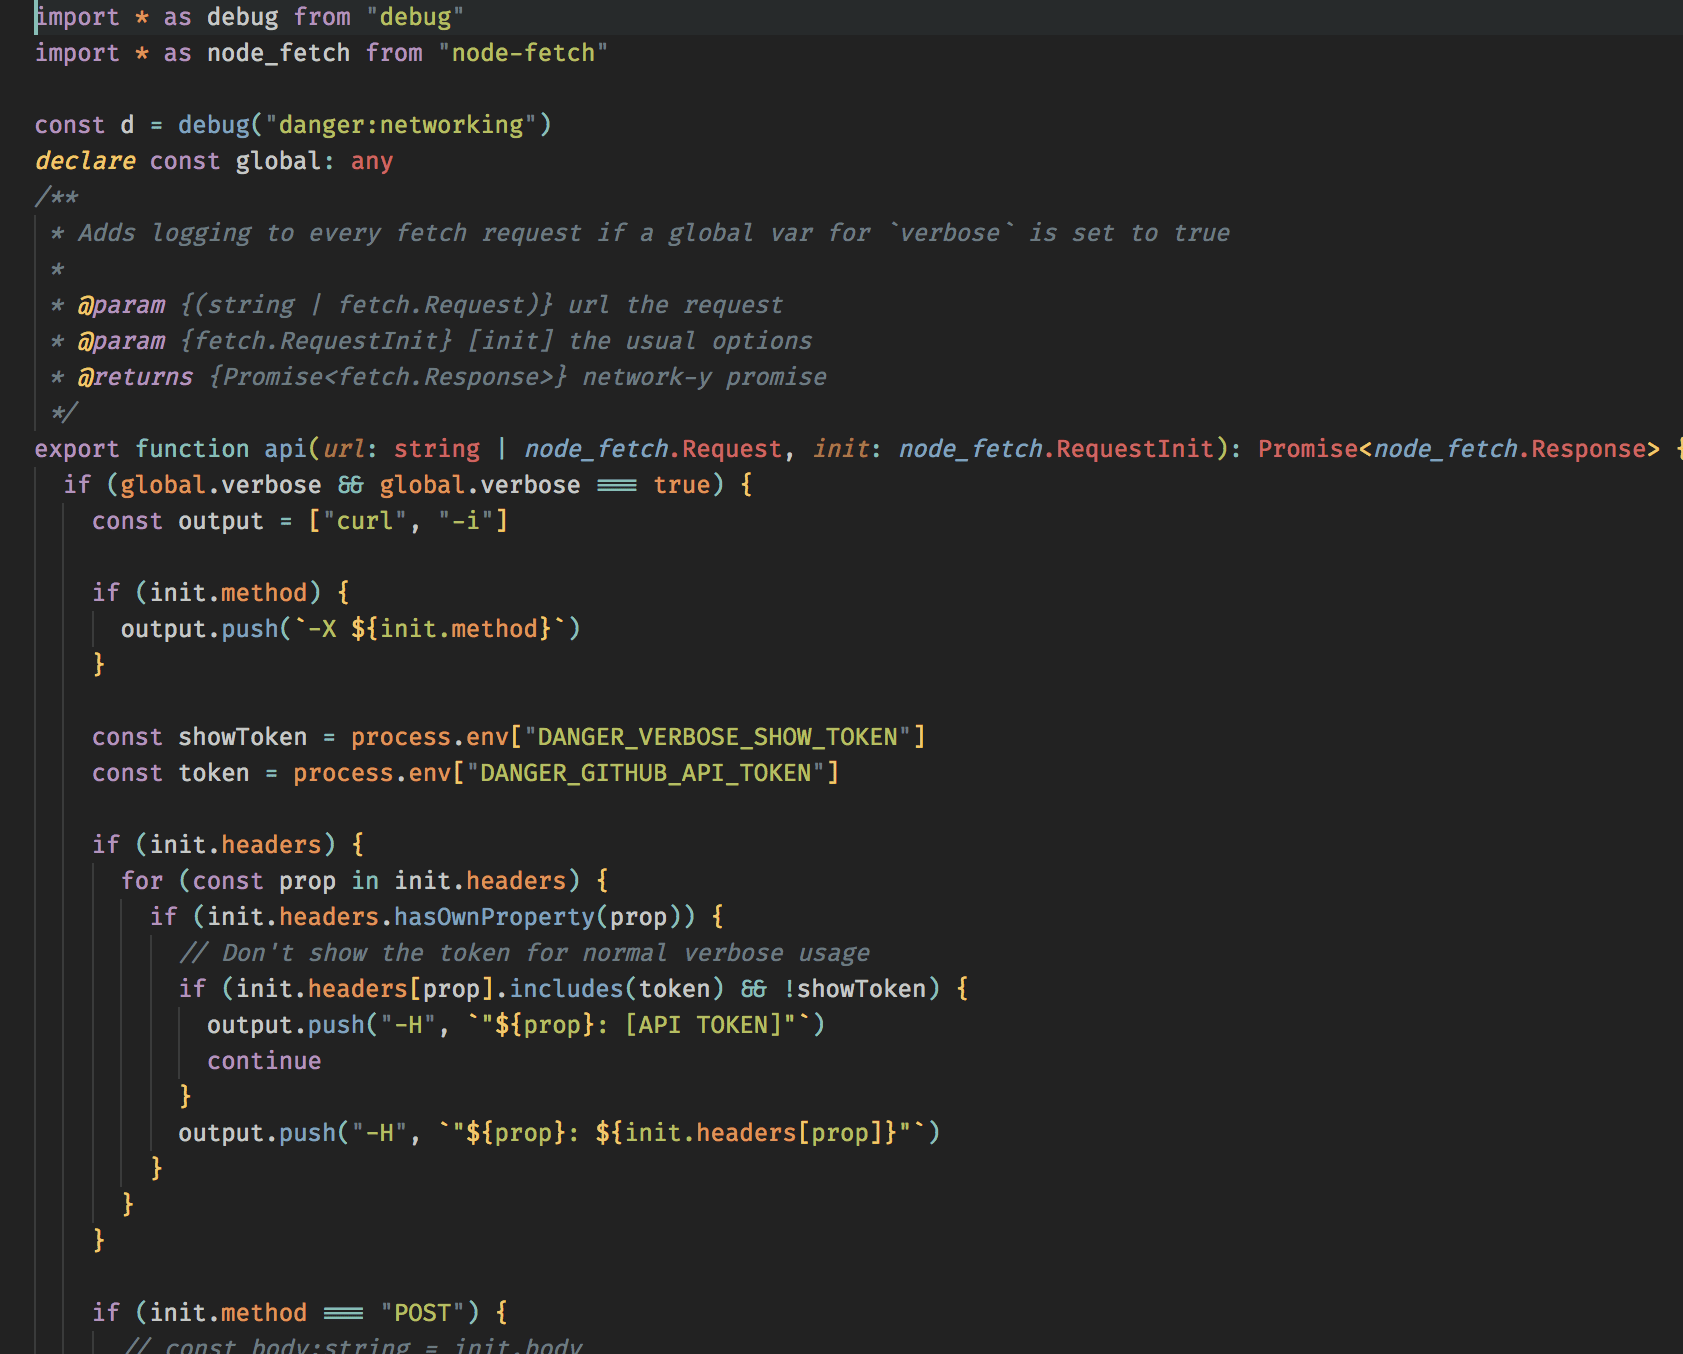 import * as debug from "debug"
import * as node_fetch from "node-fetch"

const d = debug("danger:networking")
declare const global: any
/**
 * Adds logging to every fetch request if a global var for `verbose` is set to true
 *
 * @param {(string | fetch.Request)} url the request
 * @param {fetch.RequestInit} [init] the usual options
 * @returns {Promise<fetch.Response>} network-y promise
 */
export function api(url: string | node_fetch.Request, init: node_fetch.RequestInit): Promise<node_fetch.Response> {
  if (global.verbose && global.verbose === true) {
    const output = ["curl", "-i"]

    if (init.method) {
      output.push(`-X ${init.method}`)
    }

    const showToken = process.env["DANGER_VERBOSE_SHOW_TOKEN"]
    const token = process.env["DANGER_GITHUB_API_TOKEN"]

    if (init.headers) {
      for (const prop in init.headers) {
        if (init.headers.hasOwnProperty(prop)) {
          // Don't show the token for normal verbose usage
          if (init.headers[prop].includes(token) && !showToken) {
            output.push("-H", `"${prop}: [API TOKEN]"`)
            continue
          }
          output.push("-H", `"${prop}: ${init.headers[prop]}"`)
        }
      }
    }

    if (init.method === "POST") {
      // const body:string = init.body